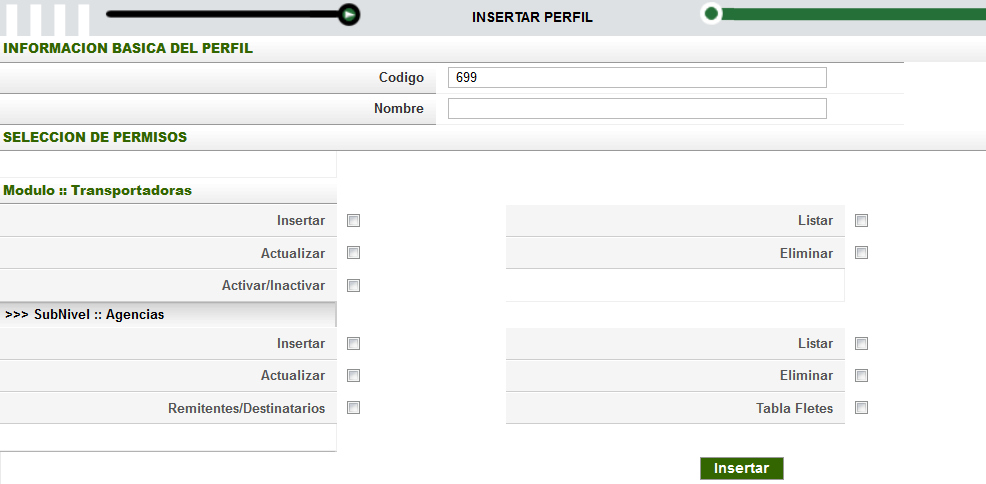 INSERTAR PERFIL
INFORMACION BASICA DEL PERFIL
Codigo 699
Nombre
SELECCION DE PERMISOS
Modulo :: Transportadoras
Insertar Listar
Actualizar Eliminar
Activar/Inactivar
>>> SubNivel :: Agencias
Insertar Listar
Actualizar Eliminar
Remitentes/Destinatarios Tabla Fletes
Insertar